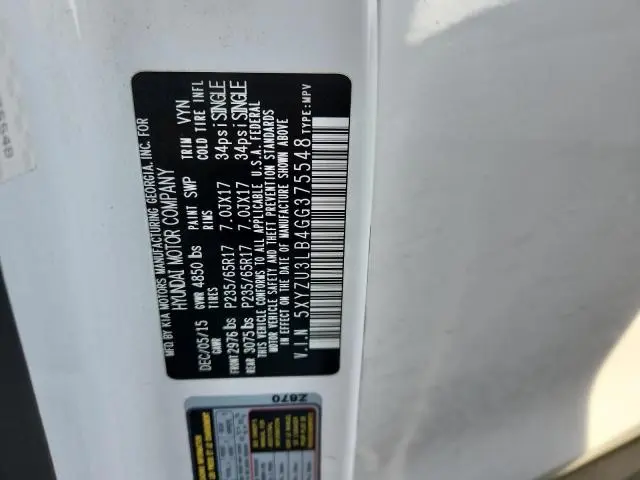 MFD.BY KIA MOTORS MANUFACTURING GEORGIA, INC. FOR
HYUNDAI MOTOR COMPANY
DEC/05/15 PAINT SWP TRIM VYN
GVWR 4850 lbs
GAWR TIRES RIMS COLD TIRE INFL
FRONT 2976 lbs P235/65R17 7.0JX17 34psi SINGLE
REAR 3075 lbs P235/65R17 7.0JX17 34psi SINGLE
THIS VEHICLE CONFORMS TO ALL APPLICABLE U.S.A. FEDERAL
MOTOR VEHICLE SAFETY AND THEFT PREVENTION STANDARDS
IN EFFECT ON THE DATE OF MANUFACTURE SHOWN ABOVE
V.I.N 5XYZU3LB4GG375548
TYPE:MPV
Z870